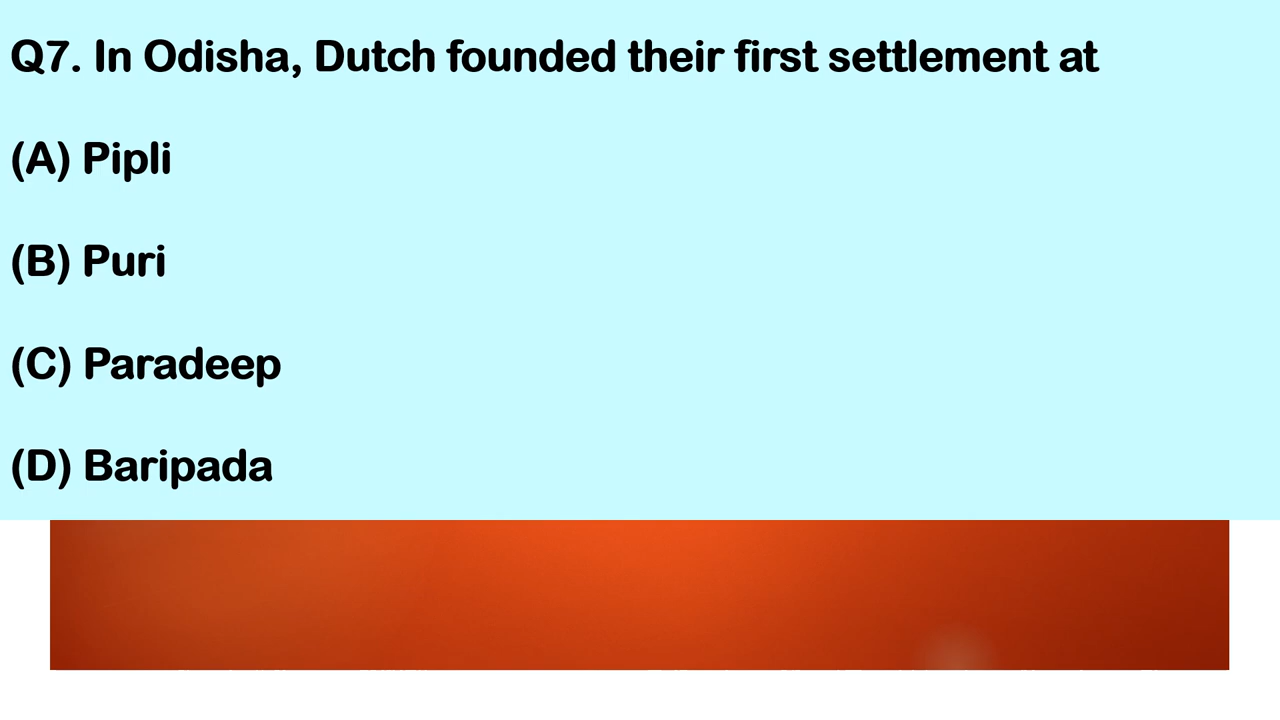 Q7. In Odisha, Dutch founded their first settlement at
(A) Pipli
(B) Puri
(C) Paradeep
(D) Baripada